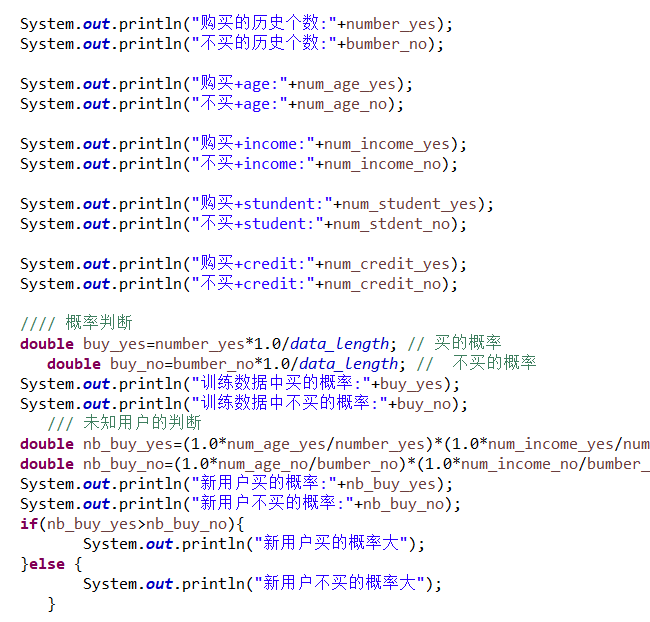 System.out.println("购买的历史个数:"+number_yes);
System.out.println("不买的历史个数:"+bumber_no);
System.out.println("购买+age:"+num_age_yes);
System.out.println("不买+age:"+num_age_no);
System.out.println("购买+income:"+num_income_yes);
System.out.println("不买+income:"+num_income_no);
System.out.println("购买+stundent:"+num_student_yes);
System.out.println("不买+student:"+num_stdent_no);
System.out.println("购买+credit:"+num_credit_yes);
System.out.println("不买+credit:"+num_credit_no);
//// 概率判断
double buy_yes=number_yes*1.0/data_length; // 买的概率
double buy_no=bumber_no*1.0/data_length; // 不买的概率
System.out.println("训练数据中买的概率:"+buy_yes);
System.out.println("训练数据中不买的概率:"+buy_no);
/// 未知用户的判断
double nb_buy_yes=(1.0*num_age_yes/number_yes)*(1.0*num_income_yes/num
double nb_buy_no=(1.0*num_age_no/bumber_no)*(1.0*num_income_no/bumber_
System.out.println("新用户买的概率:"+nb_buy_yes);
System.out.println("新用户不买的概率:"+nb_buy_no);
if(nb_buy_yes>nb_buy_no){
System.out.println("新用户买的概率大");
}else {
System.out.println("新用户不买的概率大");
}